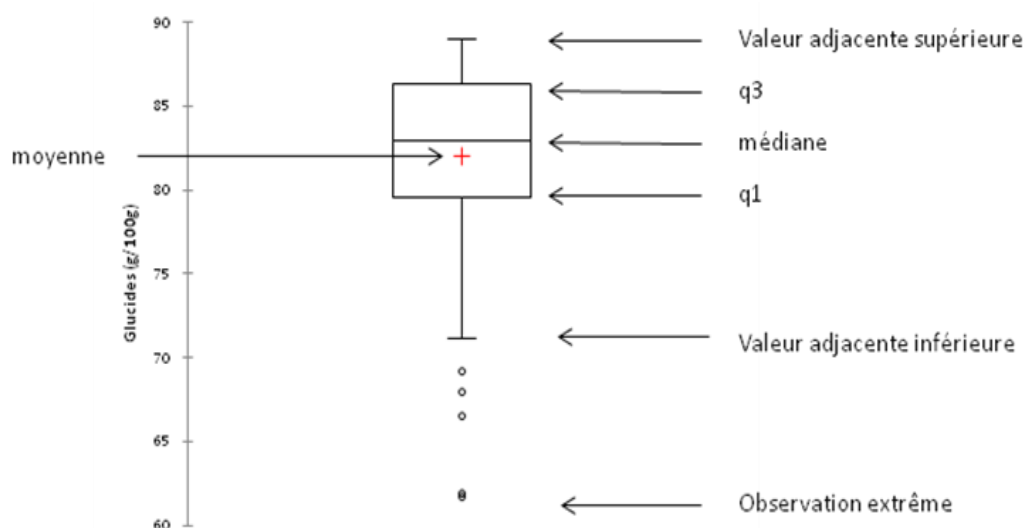 90
Valeur adjacente supérieure
q3
85
médiane
moyenne
80
q1
75
Glucides (g/100g)
Valeur adjacente inférieure
70
65
Observation extrême
60